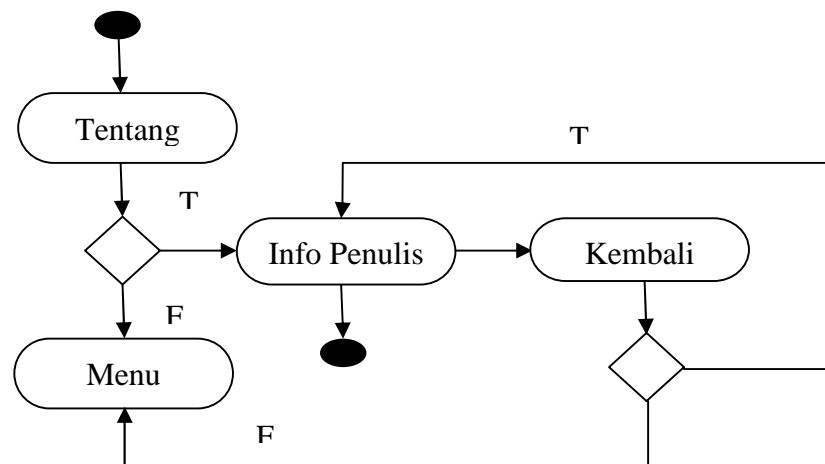 Tentang
T
T
Info Penulis
Kembali
F
Menu
F